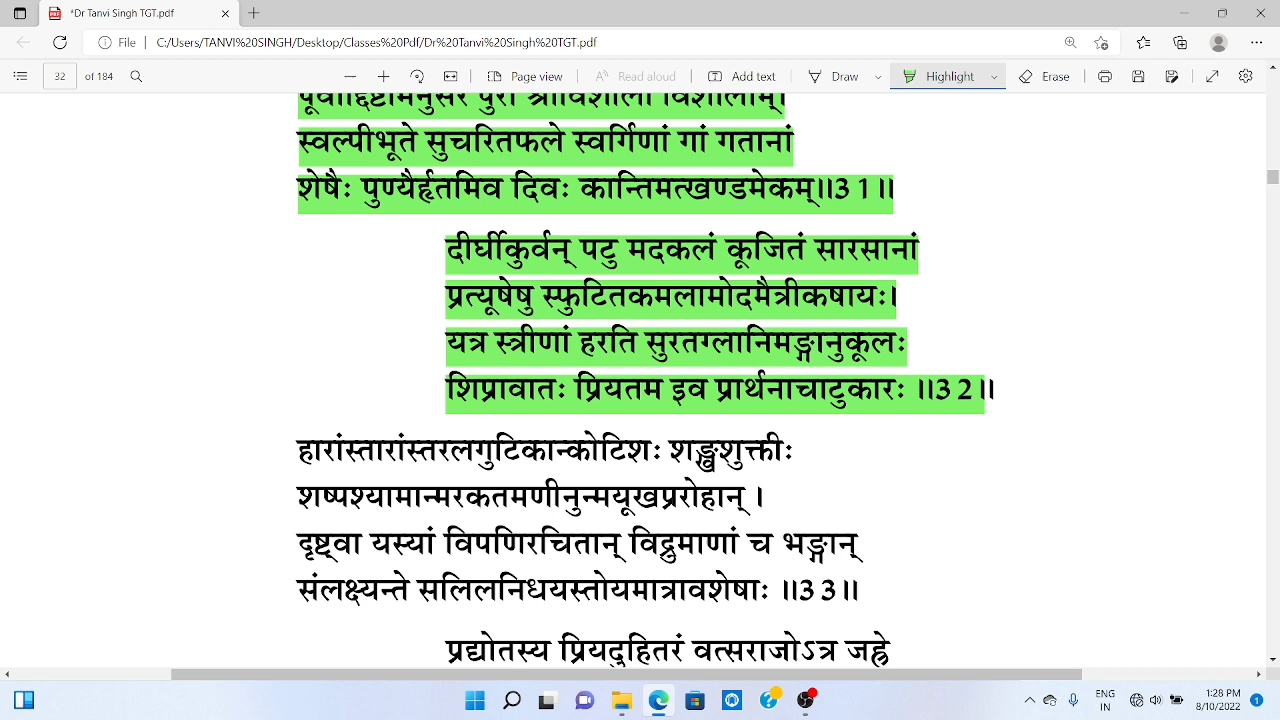 *Dr Tanvi Singh TGT.pdf
File C:/Users/TANVI%20SINGH/Desktop/Classes%20Pdf/Dr%20Tanvi%20Singh%20TGT.pdf
32 of 184 Page view Read aloud Add text Draw Highlight Erase
पूर्वोद्दिष्टामनुसर पुरीं श्रीविशालां विशालाम्।
स्वल्पीभूते सुचरितफले स्वर्गिणां गां गतानां
शेषैः पुण्यैर्हृतमिव दिवः कान्तिमत्खण्डमेकम्॥31॥
दीर्घीकुर्वन् पटु मदकलं कूजितं सारसानां
प्रत्यूषेषु स्फुटितकमलामोदमैत्रीकषायः।
यत्र स्त्रीणां हरति सुरतग्लानिमङ्गानुकूलः
शिप्रावातः प्रियतम इव प्रार्थनाचाटुकारः ॥32॥
हारांस्तारांस्तरलगुटिकान्कोटिशः शङ्खशुक्तीः
शष्पश्यामान्मरकतमणीनुन्मयूखप्ररोहान् ।
दृष्ट्वा यस्यां विपणिरचितान् विद्रुमाणां च भङ्गान्
संलक्ष्यन्ते सलिलनिधयस्तोयमात्रावशेषाः ॥33॥
प्रद्योतस्य प्रियदुहितरं वत्सराजोऽत्र जह्रे
ENG 1:28 PM
IN 8/10/2022 1